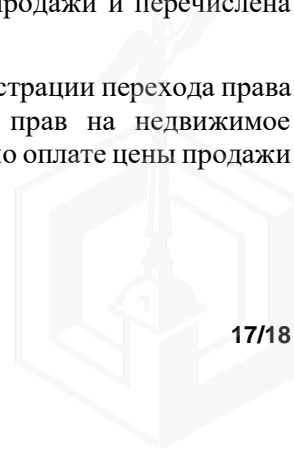 продажи и перечислена
страции перехода права
прав на недвижимое
о оплате цены продажи
17/18